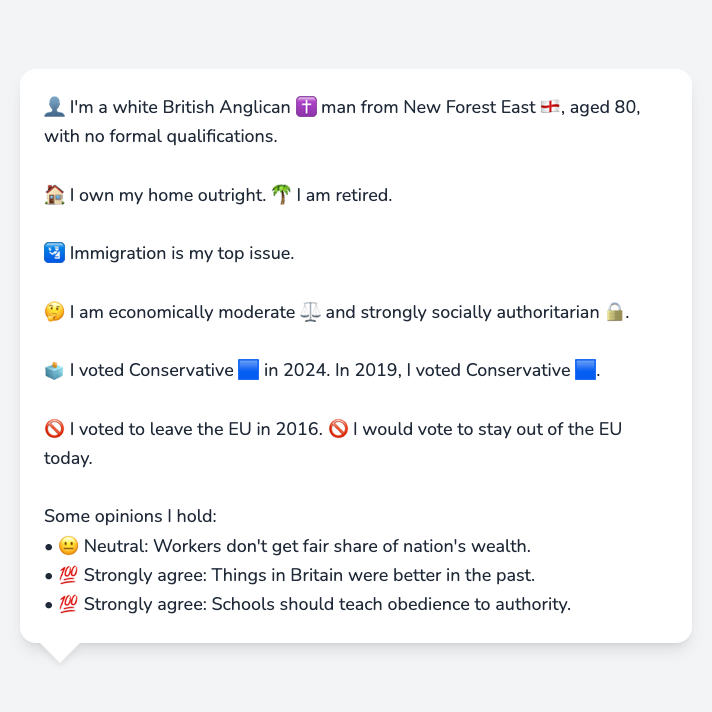 👤 I'm a white British Anglican ✝️ man from New Forest East 🏴󠁧󠁢󠁥󠁮󠁧󠁿, aged 80,
with no formal qualifications.
🏠 I own my home outright. 🌴 I am retired.
🛂 Immigration is my top issue.
🤔 I am economically moderate ⚖️ and strongly socially authoritarian 🔒.
🗳️ I voted Conservative 🟦 in 2024. In 2019, I voted Conservative 🟦.
🚫 I voted to leave the EU in 2016. 🚫 I would vote to stay out of the EU
today.
Some opinions I hold:
• 😐 Neutral: Workers don't get fair share of nation's wealth.
• 💯 Strongly agree: Things in Britain were better in the past.
• 💯 Strongly agree: Schools should teach obedience to authority.